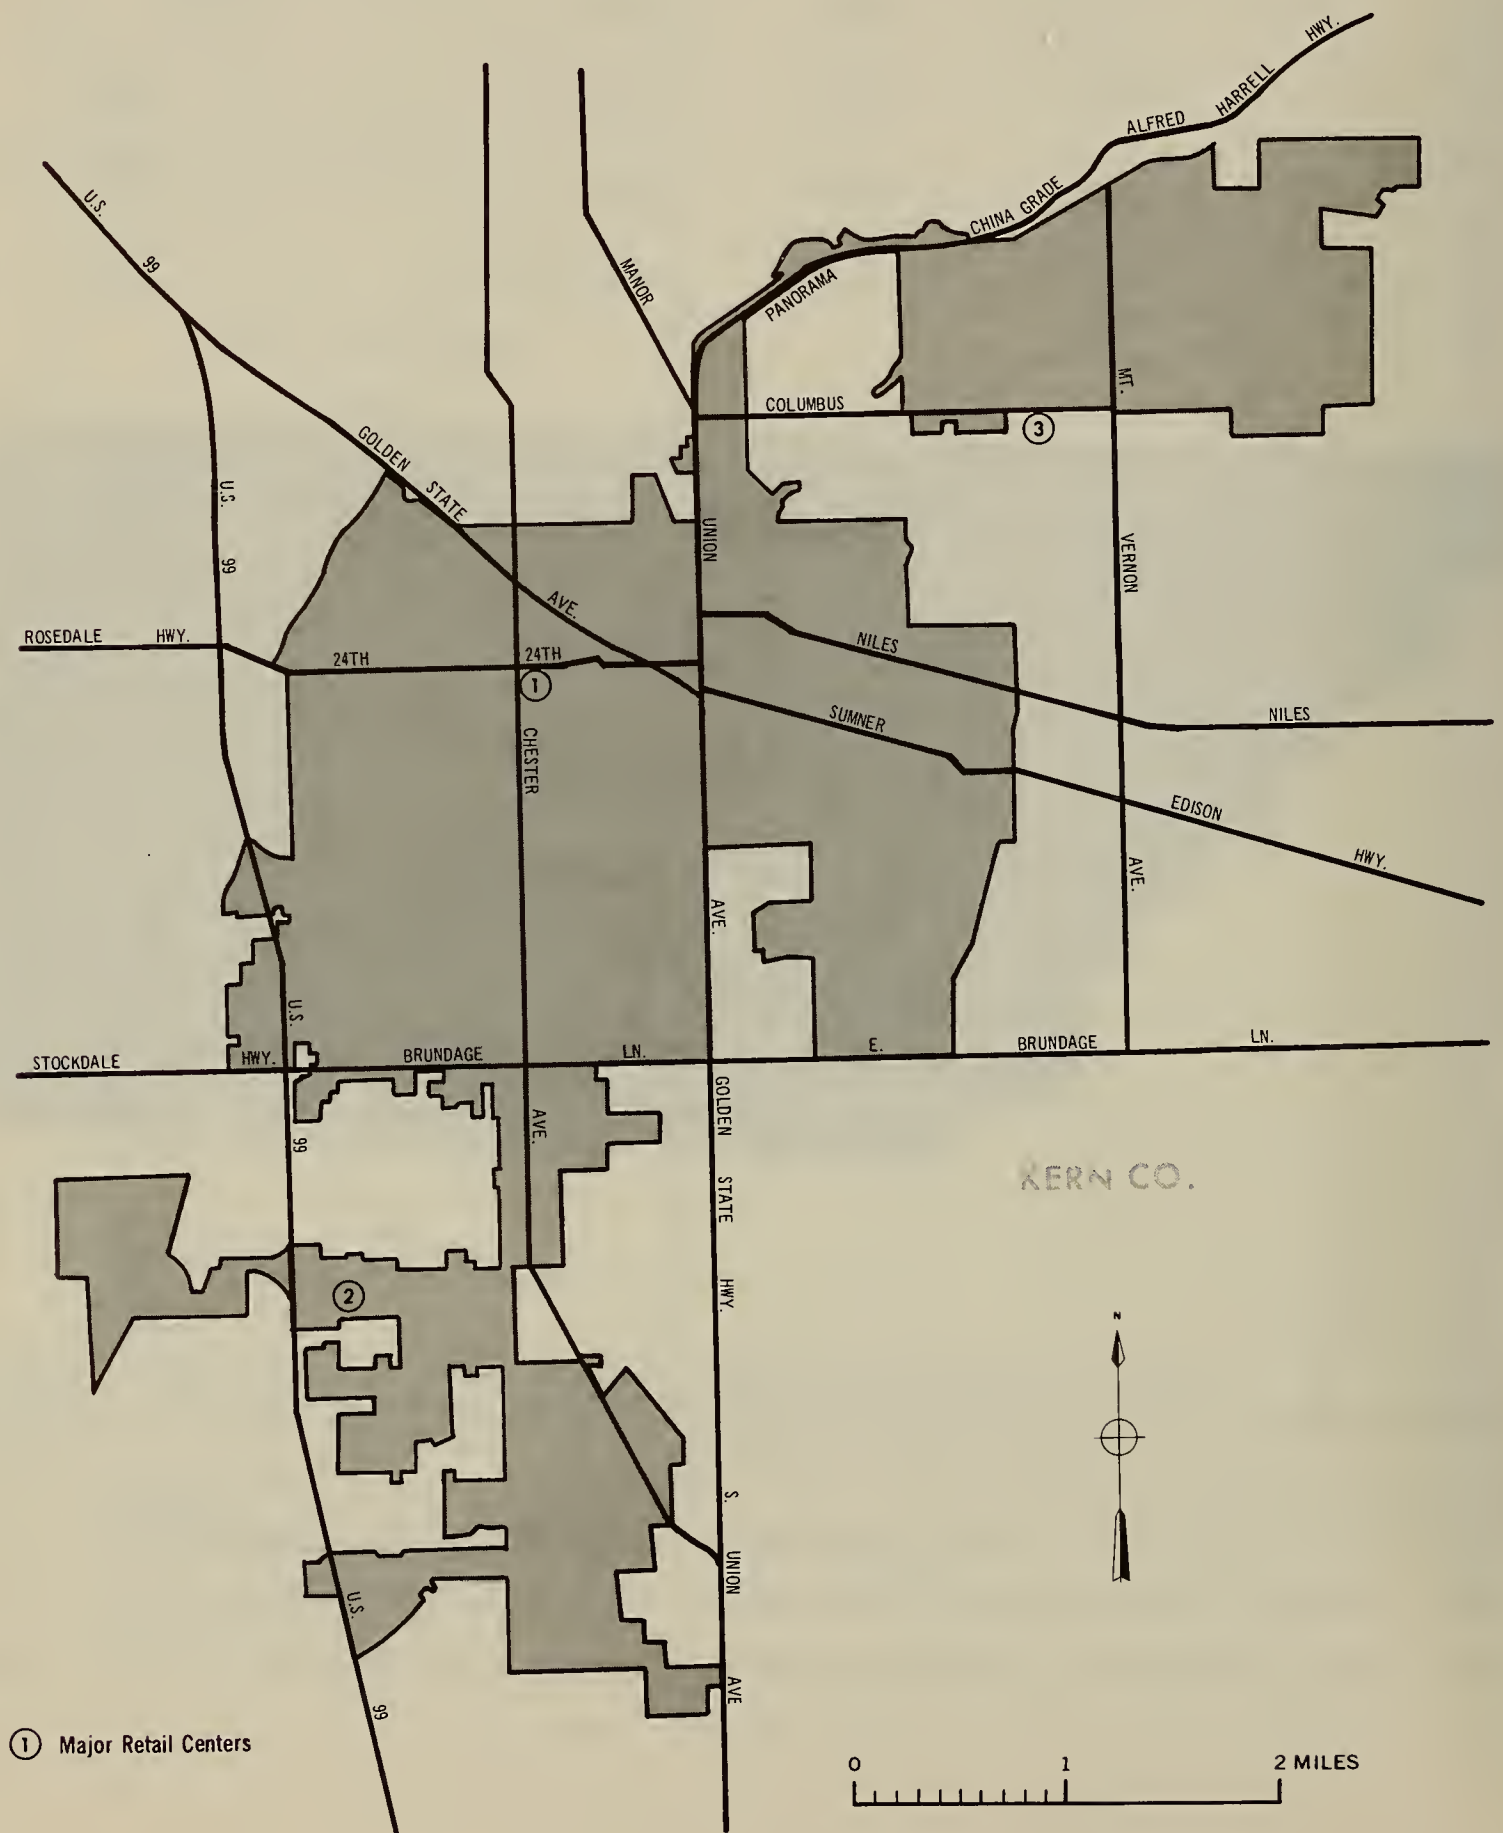 HWY.
HARRELL
ALFRED
CHINA GRADE
U.S.
99
MANOR
PANORAMA
MT.
COLUMBUS
3
GOLDEN
STATE
U.S.
99
UNION
VERNON
AVE.
ROSEDALE HWY.
24TH
24TH
NILES
1
SUMNER
NILES
CHESTER
EDISON
HWY.
AVE.
AVE.
U.S.
STOCKDALE HWY.
BRUNDAGE LN.
E. BRUNDAGE LN.
99
AVE.
GOLDEN
STATE
HWY.
KERN CO.
2
N
S.
UNION
AVE
U.S.
99
1 Major Retail Centers
0 1 2 MILES